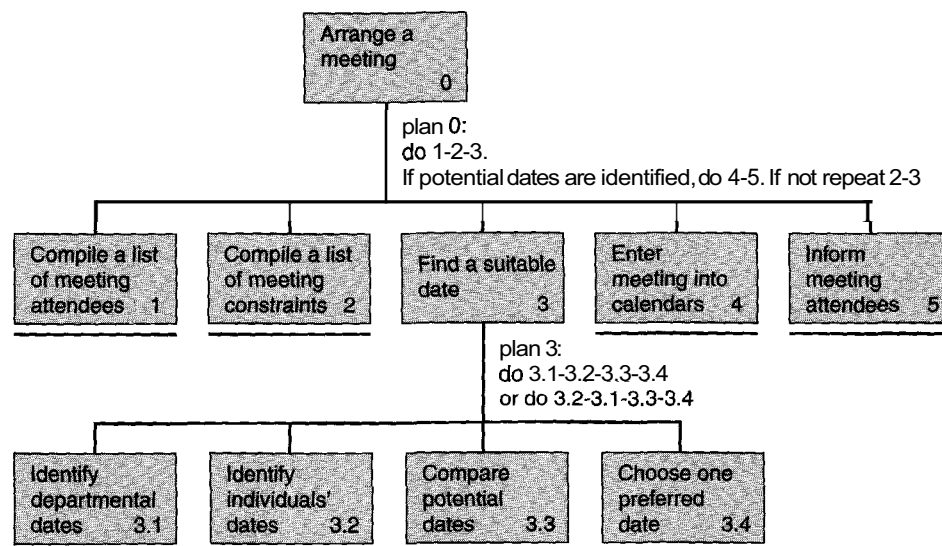 Arrange a
meeting
0
plan 0:
do 1-2-3.
If potential dates are identified, do 4-5. If not repeat 2-3
Compile a list
of meeting
attendees 1
Compile a list
of meeting
constraints 2
Find a suitable
date
3
Enter
meeting into
calendars 4
Inform
meeting
attendees 5
plan 3:
do 3.1-3.2-3.3-3.4
or do 3.2-3.1-3.3-3.4
Identify
departmental
dates 3.1
Identify
individuals'
dates 3.2
Compare
potential
dates 3.3
Choose one
preferred
date 3.4